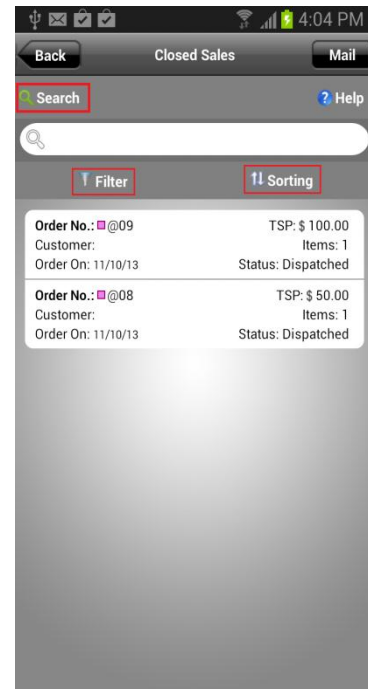 4:04 PM
Back Closed Sales Mail
Search Help
Filter Sorting
Order No.: @09 TSP: $ 100.00
Customer: Items: 1
Order On: 11/10/13 Status: Dispatched
Order No.: @08 TSP: $ 50.00
Customer: Items: 1
Order On: 11/10/13 Status: Dispatched